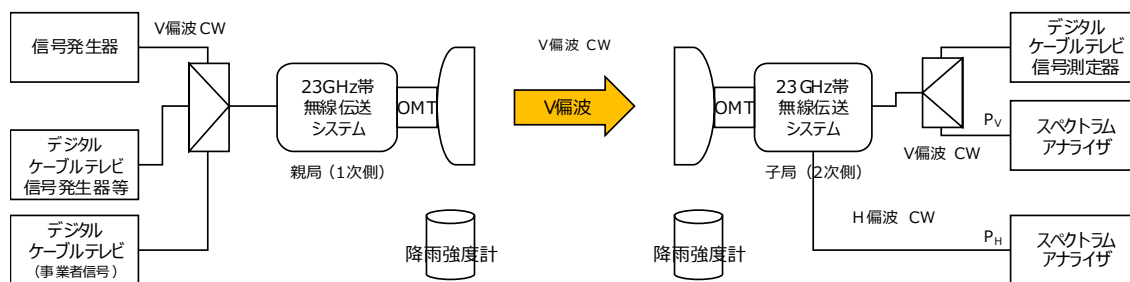 信号発生器
V偏波 CW
デジタル
ケーブルテレビ
信号発生器等
デジタル
ケーブルテレビ
(事業者信号)
23GHz帯
無線伝送
システム
親局（1次側）
OMT
V偏波 CW
V偏波
降雨強度計
OMT
23GHz帯
無線伝送
システム
子局（2次側）
降雨強度計
デジタル
ケーブルテレビ
信号測定器
PV
V偏波 CW
スペクトラム
アナライザ
H偏波 CW
PH
スペクトラム
アナライザ